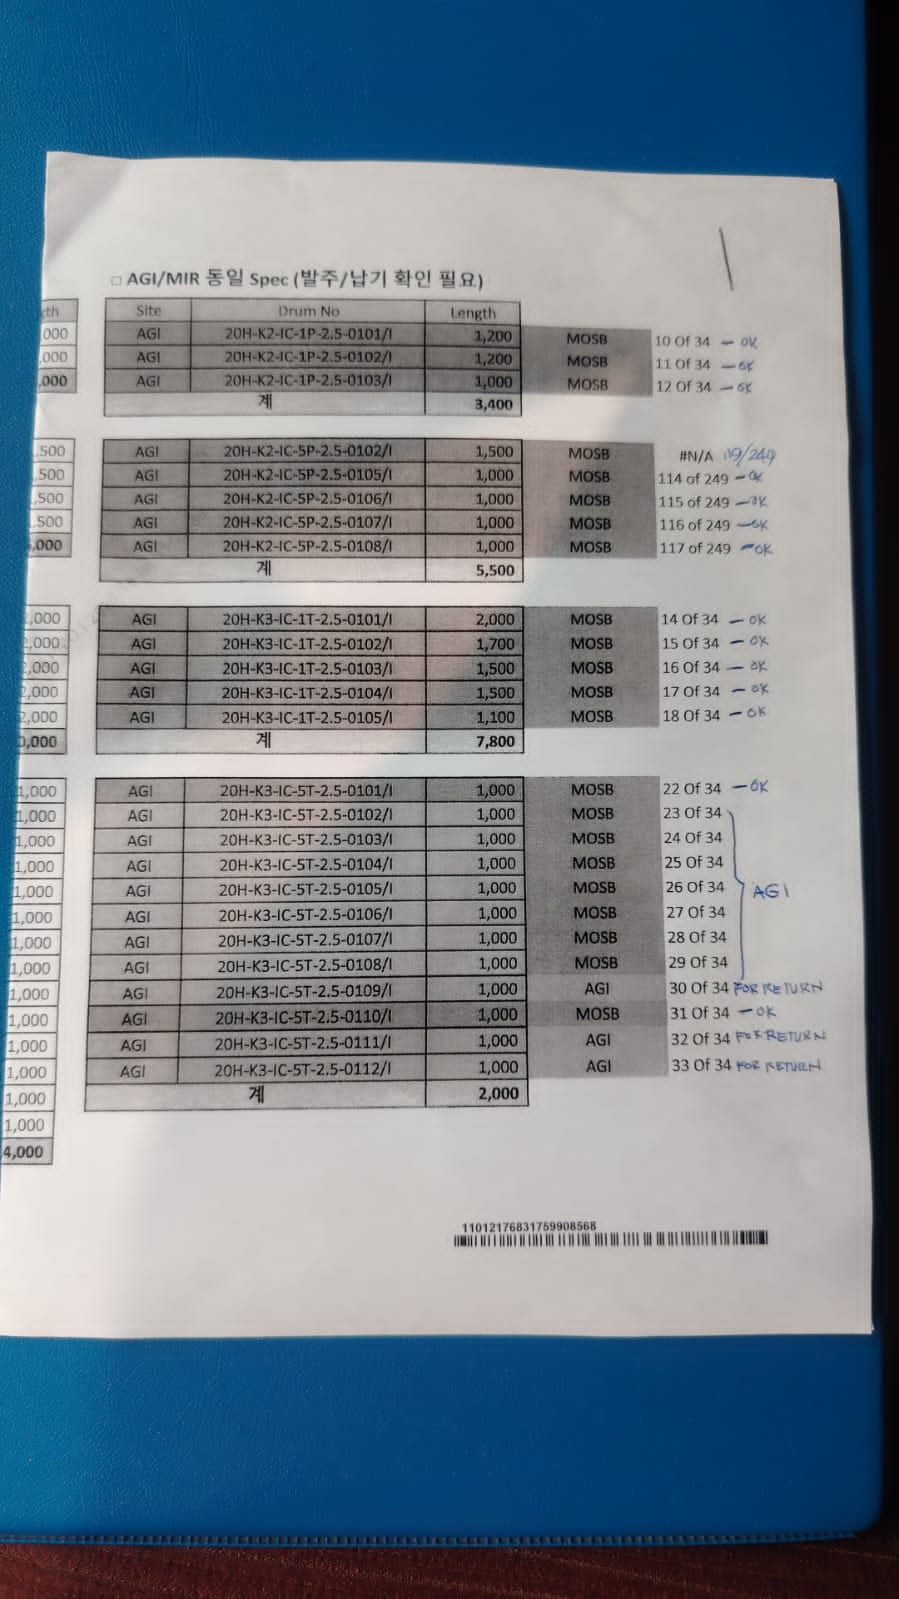 □ AGI/MIR 동일 Spec (발주/납기 확인 필요)
th Site Drum No Length
000 AGI 20H-K2-IC-1P-2.5-0101/I 1,200 MOSB 10 Of 34 – OK
,000 AGI 20H-K2-IC-1P-2.5-0102/I 1,200 MOSB 11 Of 34 – OK
,000 AGI 20H-K2-IC-1P-2.5-0103/I 1,000 MOSB 12 Of 34 – OK
계 3,400
.500 AGI 20H-K2-IC-5P-2.5-0102/I 1,500 MOSB #N/A 119/249
500 AGI 20H-K2-IC-5P-2.5-0105/I 1,000 MOSB 114 of 249 – OK
,500 AGI 20H-K2-IC-5P-2.5-0106/I 1,000 MOSB 115 of 249 – OK
,500 AGI 20H-K2-IC-5P-2.5-0107/I 1,000 MOSB 116 of 249 – OK
,000 AGI 20H-K2-IC-5P-2.5-0108/I 1,000 MOSB 117 of 249 – OK
계 5,500
,000 AGI 20H-K3-IC-1T-2.5-0101/I 2,000 MOSB 14 Of 34 – OK
2,000 AGI 20H-K3-IC-1T-2.5-0102/I 1,700 MOSB 15 Of 34 – OK
2,000 AGI 20H-K3-IC-1T-2.5-0103/I 1,500 MOSB 16 Of 34 – OK
2,000 AGI 20H-K3-IC-1T-2.5-0104/I 1,500 MOSB 17 Of 34 – OK
2,000 AGI 20H-K3-IC-1T-2.5-0105/I 1,100 MOSB 18 Of 34 – OK
0,000 계 7,800
1,000 AGI 20H-K3-IC-5T-2.5-0101/I 1,000 MOSB 22 Of 34 – OK
1,000 AGI 20H-K3-IC-5T-2.5-0102/I 1,000 MOSB 23 Of 34
1,000 AGI 20H-K3-IC-5T-2.5-0103/I 1,000 MOSB 24 Of 34
1,000 AGI 20H-K3-IC-5T-2.5-0104/I 1,000 MOSB 25 Of 34
1,000 AGI 20H-K3-IC-5T-2.5-0105/I 1,000 MOSB 26 Of 34 AGI
1,000 AGI 20H-K3-IC-5T-2.5-0106/I 1,000 MOSB 27 Of 34
1,000 AGI 20H-K3-IC-5T-2.5-0107/I 1,000 MOSB 28 Of 34
1,000 AGI 20H-K3-IC-5T-2.5-0108/I 1,000 MOSB 29 Of 34
1,000 AGI 20H-K3-IC-5T-2.5-0109/I 1,000 AGI 30 Of 34 FOR RETURN
1,000 AGI 20H-K3-IC-5T-2.5-0110/I 1,000 MOSB 31 Of 34 – OK
1,000 AGI 20H-K3-IC-5T-2.5-0111/I 1,000 AGI 32 Of 34 FOR RETURN
1,000 AGI 20H-K3-IC-5T-2.5-0112/I 1,000 AGI 33 Of 34 FOR RETURN
1,000 계 2,000
1,000
4,000
11012176831759908568